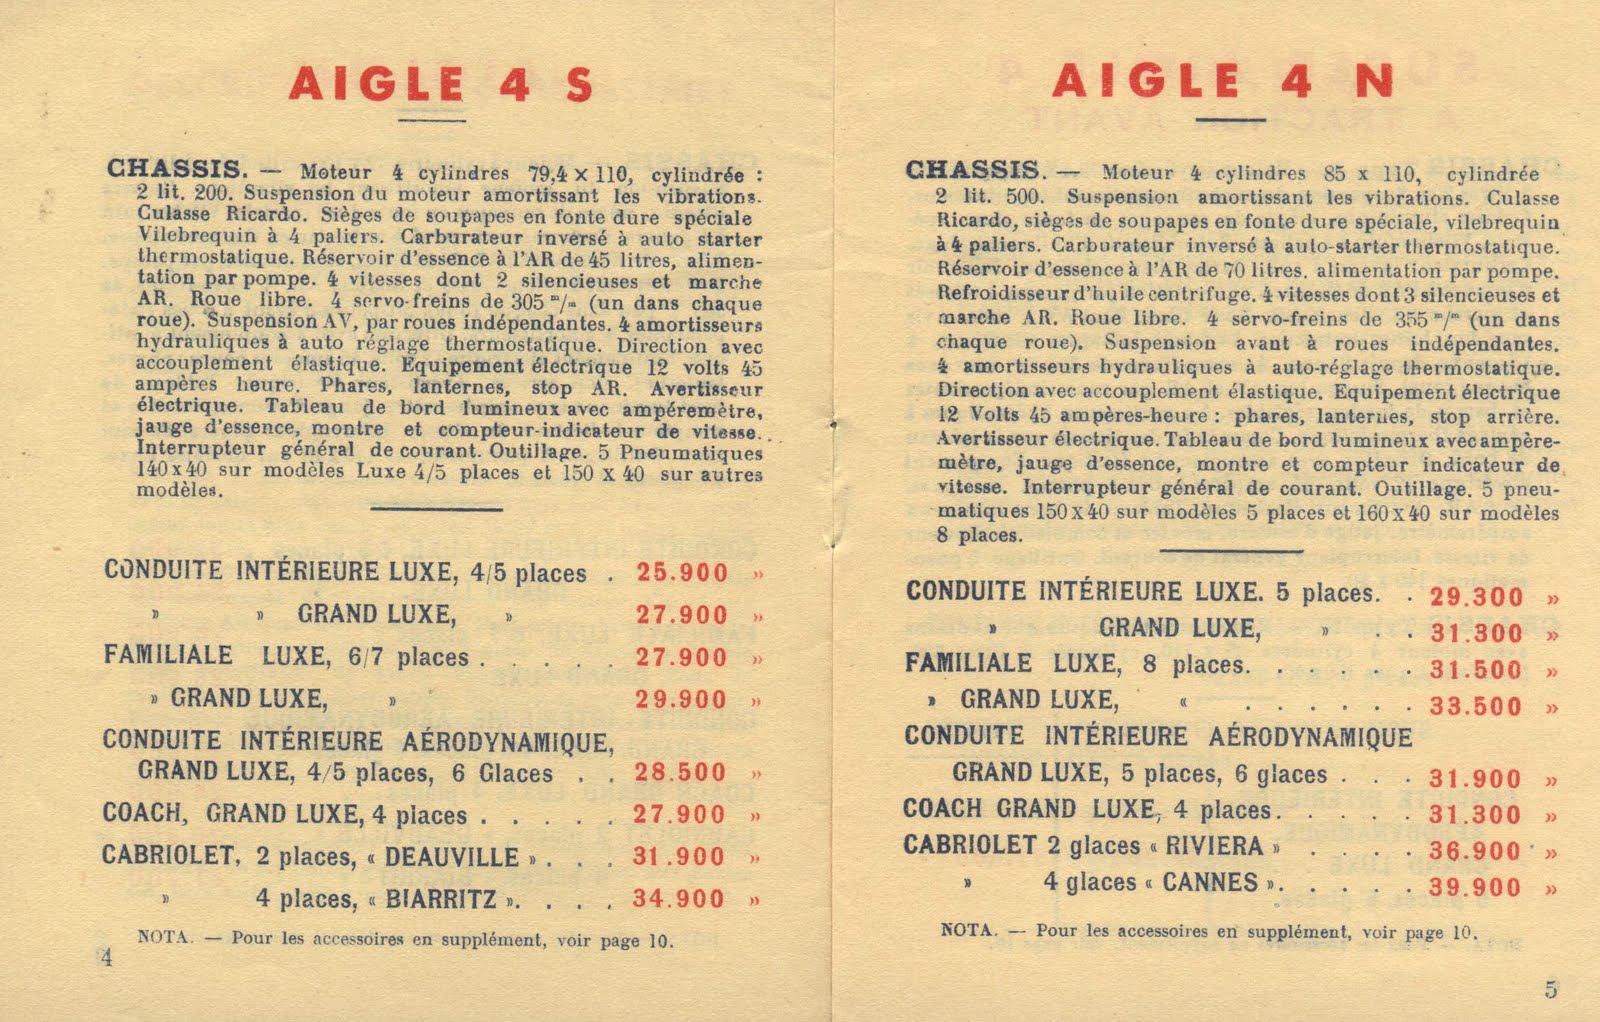 AIGLE 4 S
CHASSIS. — Moteur 4 cylindres 79,4 x 110, cylindrée :
2 lit. 200. Suspension du moteur amortissant les vibrations.
Culasse Ricardo. Sièges de soupapes en fonte dure spéciale
Vilebrequin à 4 paliers. Carburateur inversé à auto starter
thermostatique. Réservoir d'essence à l'AR de 45 litres, alimen-
tation par pompe. 4 vitesses dont 2 silencieuses et marche
AR. Roue libre. 4 servo-freins de 305 m/m (un dans chaque
roue). Suspension AV, par roues indépendantes. 4 amortisseurs
hydrauliques à auto réglage thermostatique. Direction avec
accouplement élastique. Equipement électrique 12 volts 45
ampères heure. Phares, lanternes, stop AR. Avertisseur
électrique. Tableau de bord lumineux avec ampéremètre,
jauge d'essence, montre et compteur-indicateur de vitesse.
Interrupteur général de courant. Outillage. 5 Pneumatiques
140x40 sur modèles Luxe 4/5 places et 150 x 40 sur autres
modèles.
CONDUITE INTÉRIEURE LUXE, 4/5 places . 25.900 »
» » GRAND LUXE, » 27.900 »
FAMILIALE LUXE, 6/7 places . . . . . 27.900 »
» GRAND LUXE, » 29.900 »
CONDUITE INTÉRIEURE AÉRODYNAMIQUE,
GRAND LUXE, 4/5 places, 6 Glaces . . 28.500 »
COACH, GRAND LUXE, 4 places . . . . . 27.900 »
CABRIOLET, 2 places, « DEAUVILLE » . . . 31.900 »
» 4 places, « BIARRITZ ». . . . 34.900 »
NOTA. — Pour les accessoires en supplément, voir page 10.
4
AIGLE 4 N
CHASSIS. — Moteur 4 cylindres 85 x 110, cylindrée
2 lit. 500. Suspension amortissant les vibrations. Culasse
Ricardo, sièges de soupapes en fonte dure spéciale, vilebrequin
à 4 paliers. Carburateur inversé à auto-starter thermostatique.
Réservoir d'essence à l'AR de 70 litres. alimentation par pompe.
Refroidisseur d'huile centrifuge. 4 vitesses dont 3 silencieuses et
marche AR. Roue libre. 4 servo-freins de 355 m/m (un dans
chaque roue). Suspension avant à roues indépendantes.
4 amortisseurs hydrauliques à auto-réglage thermostatique.
Direction avec accouplement élastique. Equipement électrique
12 Volts 45 ampères-heure : phares, lanternes, stop arrière.
Avertisseur électrique. Tableau de bord lumineux avec ampère-
mètre, jauge d'essence, montre et compteur indicateur de
vitesse. Interrupteur général de courant. Outillage. 5 pneu-
matiques 150x40 sur modèles 5 places et 160x40 sur modèles
8 places.
CONDUITE INTÉRIEURE LUXE. 5 places. . 29.300 »
» GRAND LUXE, » . . 31.300 »
FAMILIALE LUXE, 8 places. . . . . 31.500 »
» GRAND LUXE, « . . . . . . 33.500 »
CONDUITE INTÉRIEURE AÉRODYNAMIQUE
GRAND LUXE, 5 places, 6 glaces . . . 31.900 »
COACH GRAND LUXE, 4 places. . . . . 31.300 »
CABRIOLET 2 glaces « RIVIERA » . . . . 36.900 »
» 4 glaces « CANNES ». . . . . 39.900 »
NOTA. — Pour les accessoires en supplément, voir page 10.
5